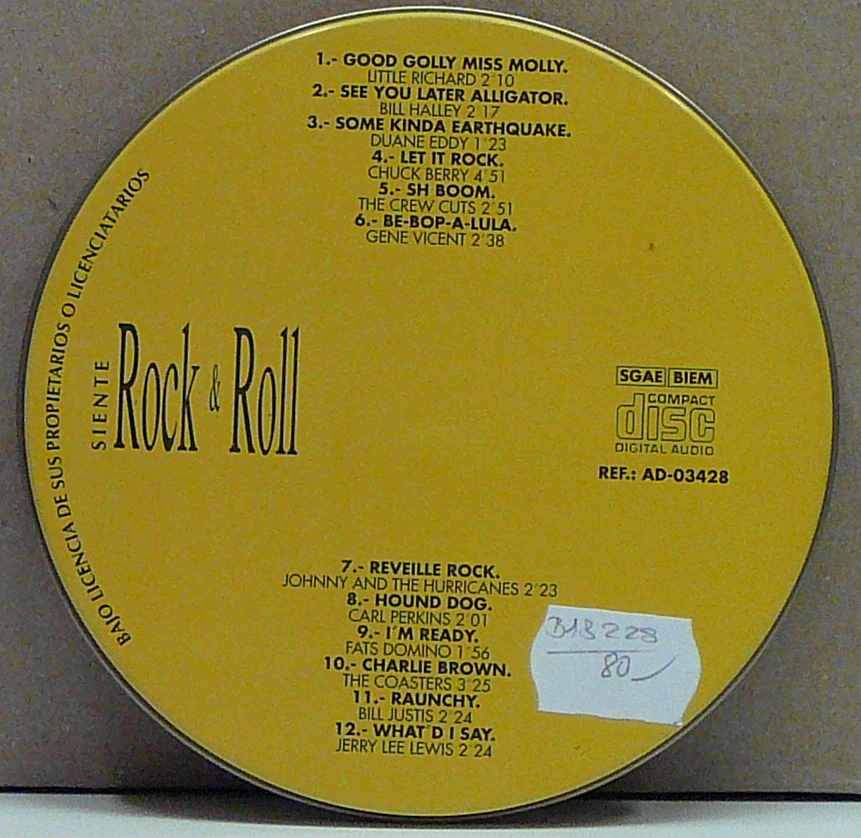 1.- GOOD GOLLY MISS MOLLY.
LITTLE RICHARD 2´10
2.- SEE YOU LATER ALLIGATOR.
BILL HALLEY 2´17
3.- SOME KINDA EARTHQUAKE.
DUANE EDDY 1´23
4.- LET IT ROCK.
CHUCK BERRY 4´51
5.- SH BOOM.
THE CREW CUTS 2´51
6.- BE-BOP-A-LULA.
GENE VICENT 2´38
BAJO LICENCIA DE SUS PROPIETARIOS O LICENCIATARIOS
SIENTE
Rock & Roll
SGAE BIEM
COMPACT
disc
DIGITAL AUDIO
REF.: AD-03428
7.- REVEILLE ROCK.
JOHNNY AND THE HURRICANES 2´23
8.- HOUND DOG.
CARL PERKINS 2´01
9.- I´M READY.
FATS DOMINO 1´56
10.- CHARLIE BROWN.
THE COASTERS 3´25
11.- RAUNCHY.
BILL JUSTIS 2´24
12.- WHAT´D I SAY.
JERRY LEE LEWIS 2´24
B13228
80